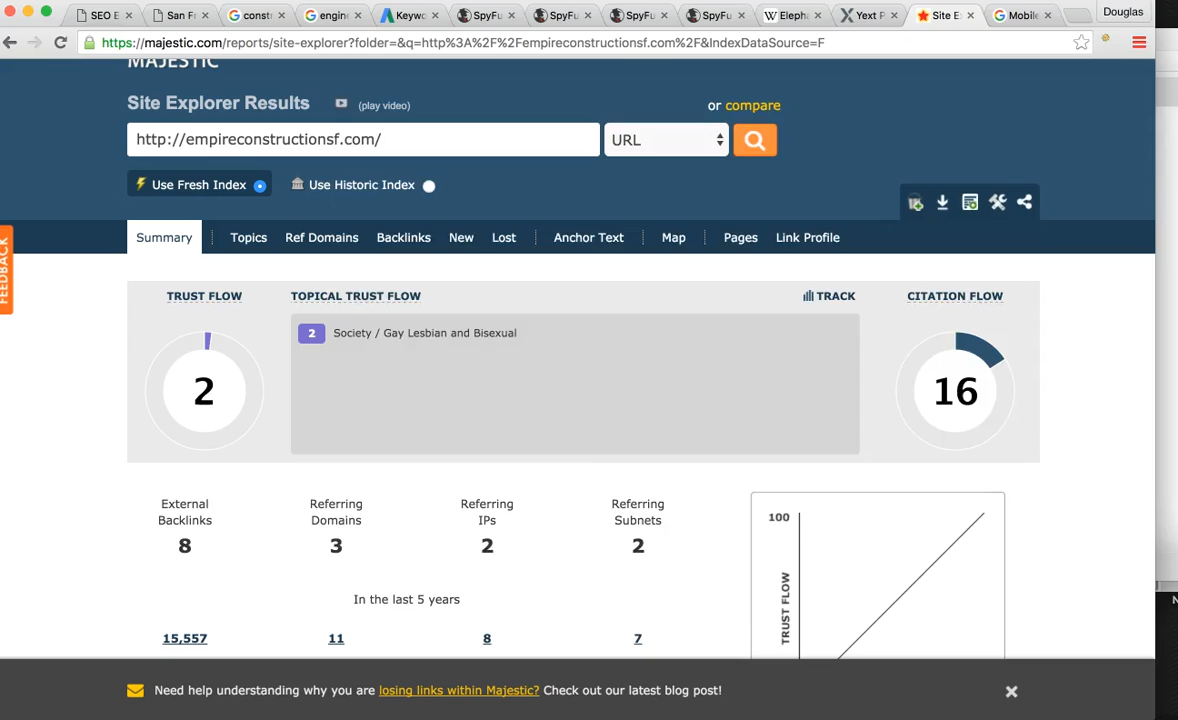 SEO E
San F
constr
engine
Keywo
SpyFu
SpyFu
SpyFu
SpyFu
Eleph
Yext P
Site E
Mobile
Douglas
https://majestic.com/reports/site-explorer?folder=&q=http%3A%2F%2Fempireconstructionsf.com%2F&IndexDataSource=F
MAJESTIC
Site Explorer Results (play video)
or compare
http://empireconstructionsf.com/
URL
Use Fresh Index
Use Historic Index
FEEDBACK
Summary
Topics
Ref Domains
Backlinks
New
Lost
Anchor Text
Map
Pages
Link Profile
TRUST FLOW
TOPICAL TRUST FLOW
TRACK
CITATION FLOW
2
2 Society / Gay Lesbian and Bisexual
16
External
Backlinks
8
Referring
Domains
3
Referring
IPs
2
Referring
Subnets
2
In the last 5 years
15,557
11
8
7
100
TRUST FLOW
Need help understanding why you are losing links within Majestic? Check out our latest blog post!
N